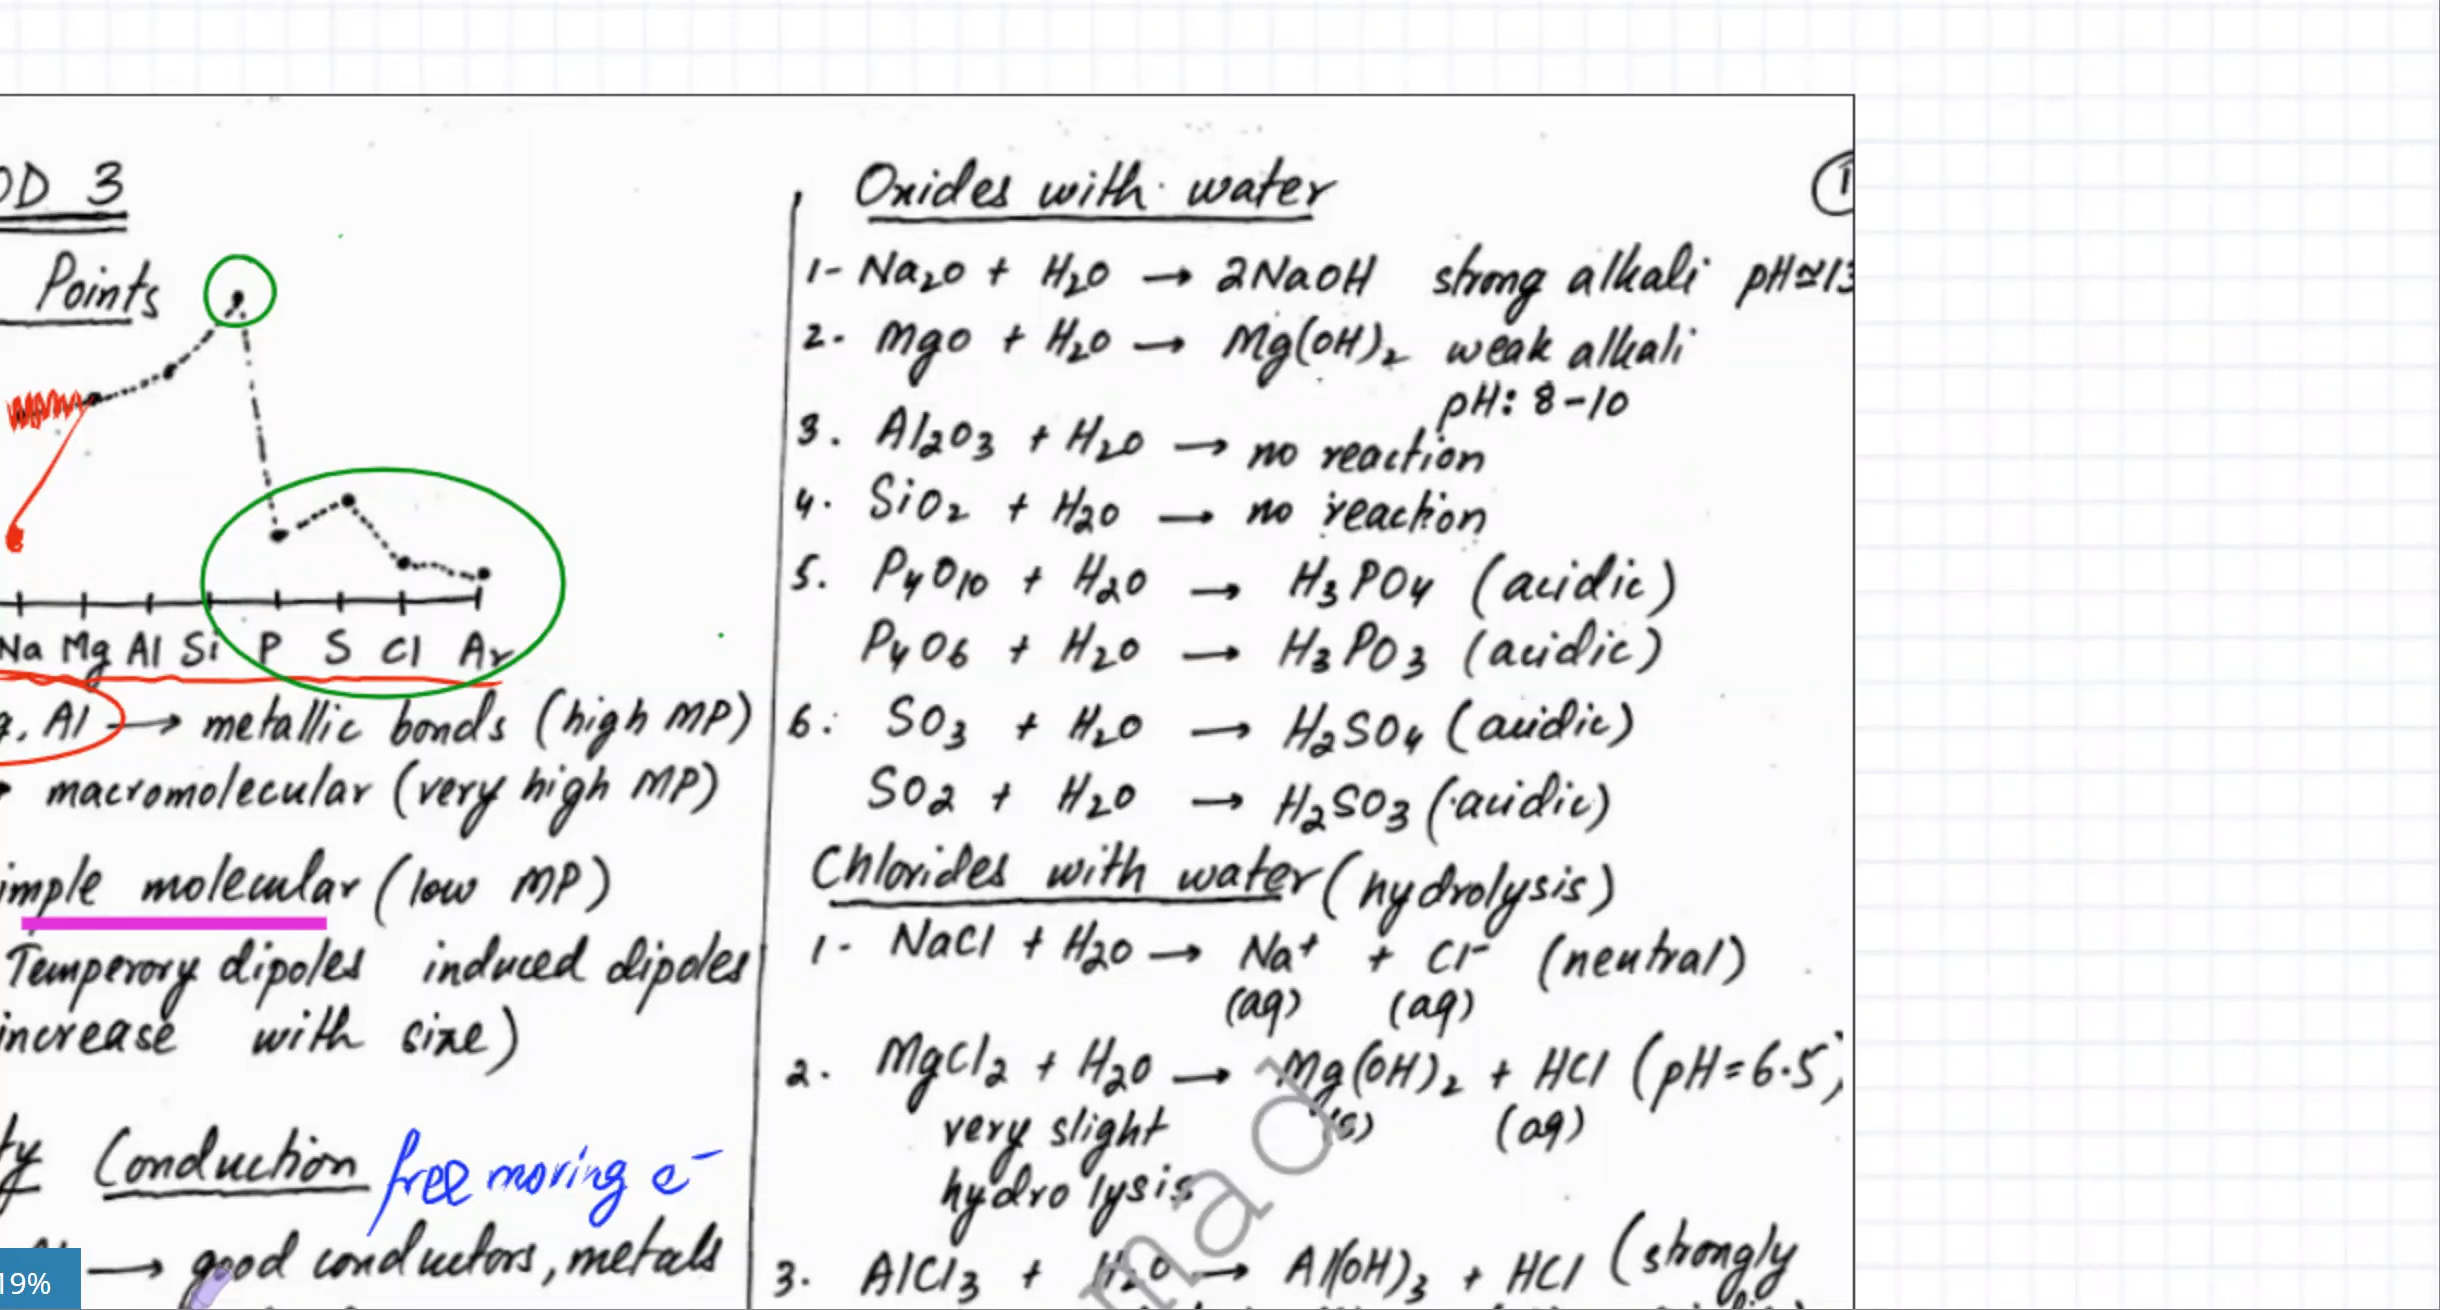 OD 3
Points
Na Mg Al Si P S Cl Ar
Al → metallic bonds (high MP)
macromolecular (very high MP)
imple molecular (low MP)
Temperory dipoles induced dipoles
increase with size)
ty Conduction free moving e⁻
→ good conductors, metals
19%
Oxides with water
1
1- Na₂O + H₂O → 2NaOH strong alkali pH≃13
2. MgO + H₂O → Mg(OH)₂ weak alkali
pH: 8-10
3. Al₂O₃ + H₂O → no reaction
4. SiO₂ + H₂O → no reaction
5. P₄O₁₀ + H₂O → H₃PO₄ (acidic)
P₄O₆ + H₂O → H₃PO₃ (acidic)
6. SO₃ + H₂O → H₂SO₄ (acidic)
SO₂ + H₂O → H₂SO₃ (acidic)
Chlorides with water (hydrolysis)
1- NaCl + H₂O → Na⁺ + Cl⁻ (neutral)
(aq) (aq)
2. MgCl₂ + H₂O → Mg(OH)₂ + HCl (pH=6.5)
very slight (s) (aq)
hydrolysis
3. AlCl₃ + H₂O → Al(OH)₃ + HCl (strongly
mad